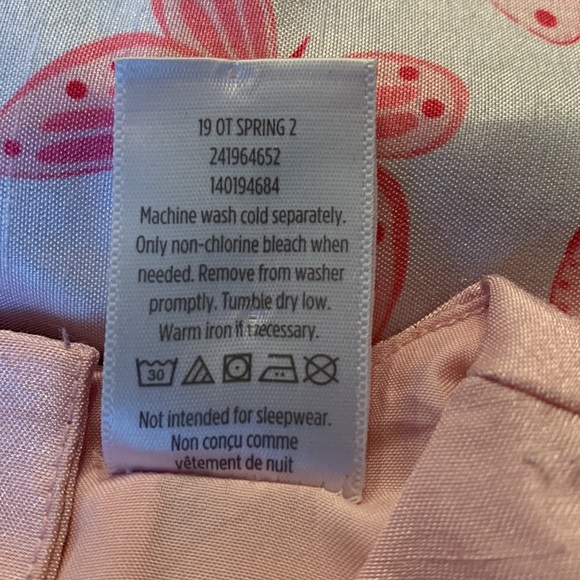 19 OT SPRING 2
241964652
140194684
Machine wash cold separately.
Only non-chlorine bleach when
needed. Remove from washer
promptly. Tumble dry low.
Warm iron if necessary.
30
Not intended for sleepwear.
Non conçu comme
vêtement de nuit